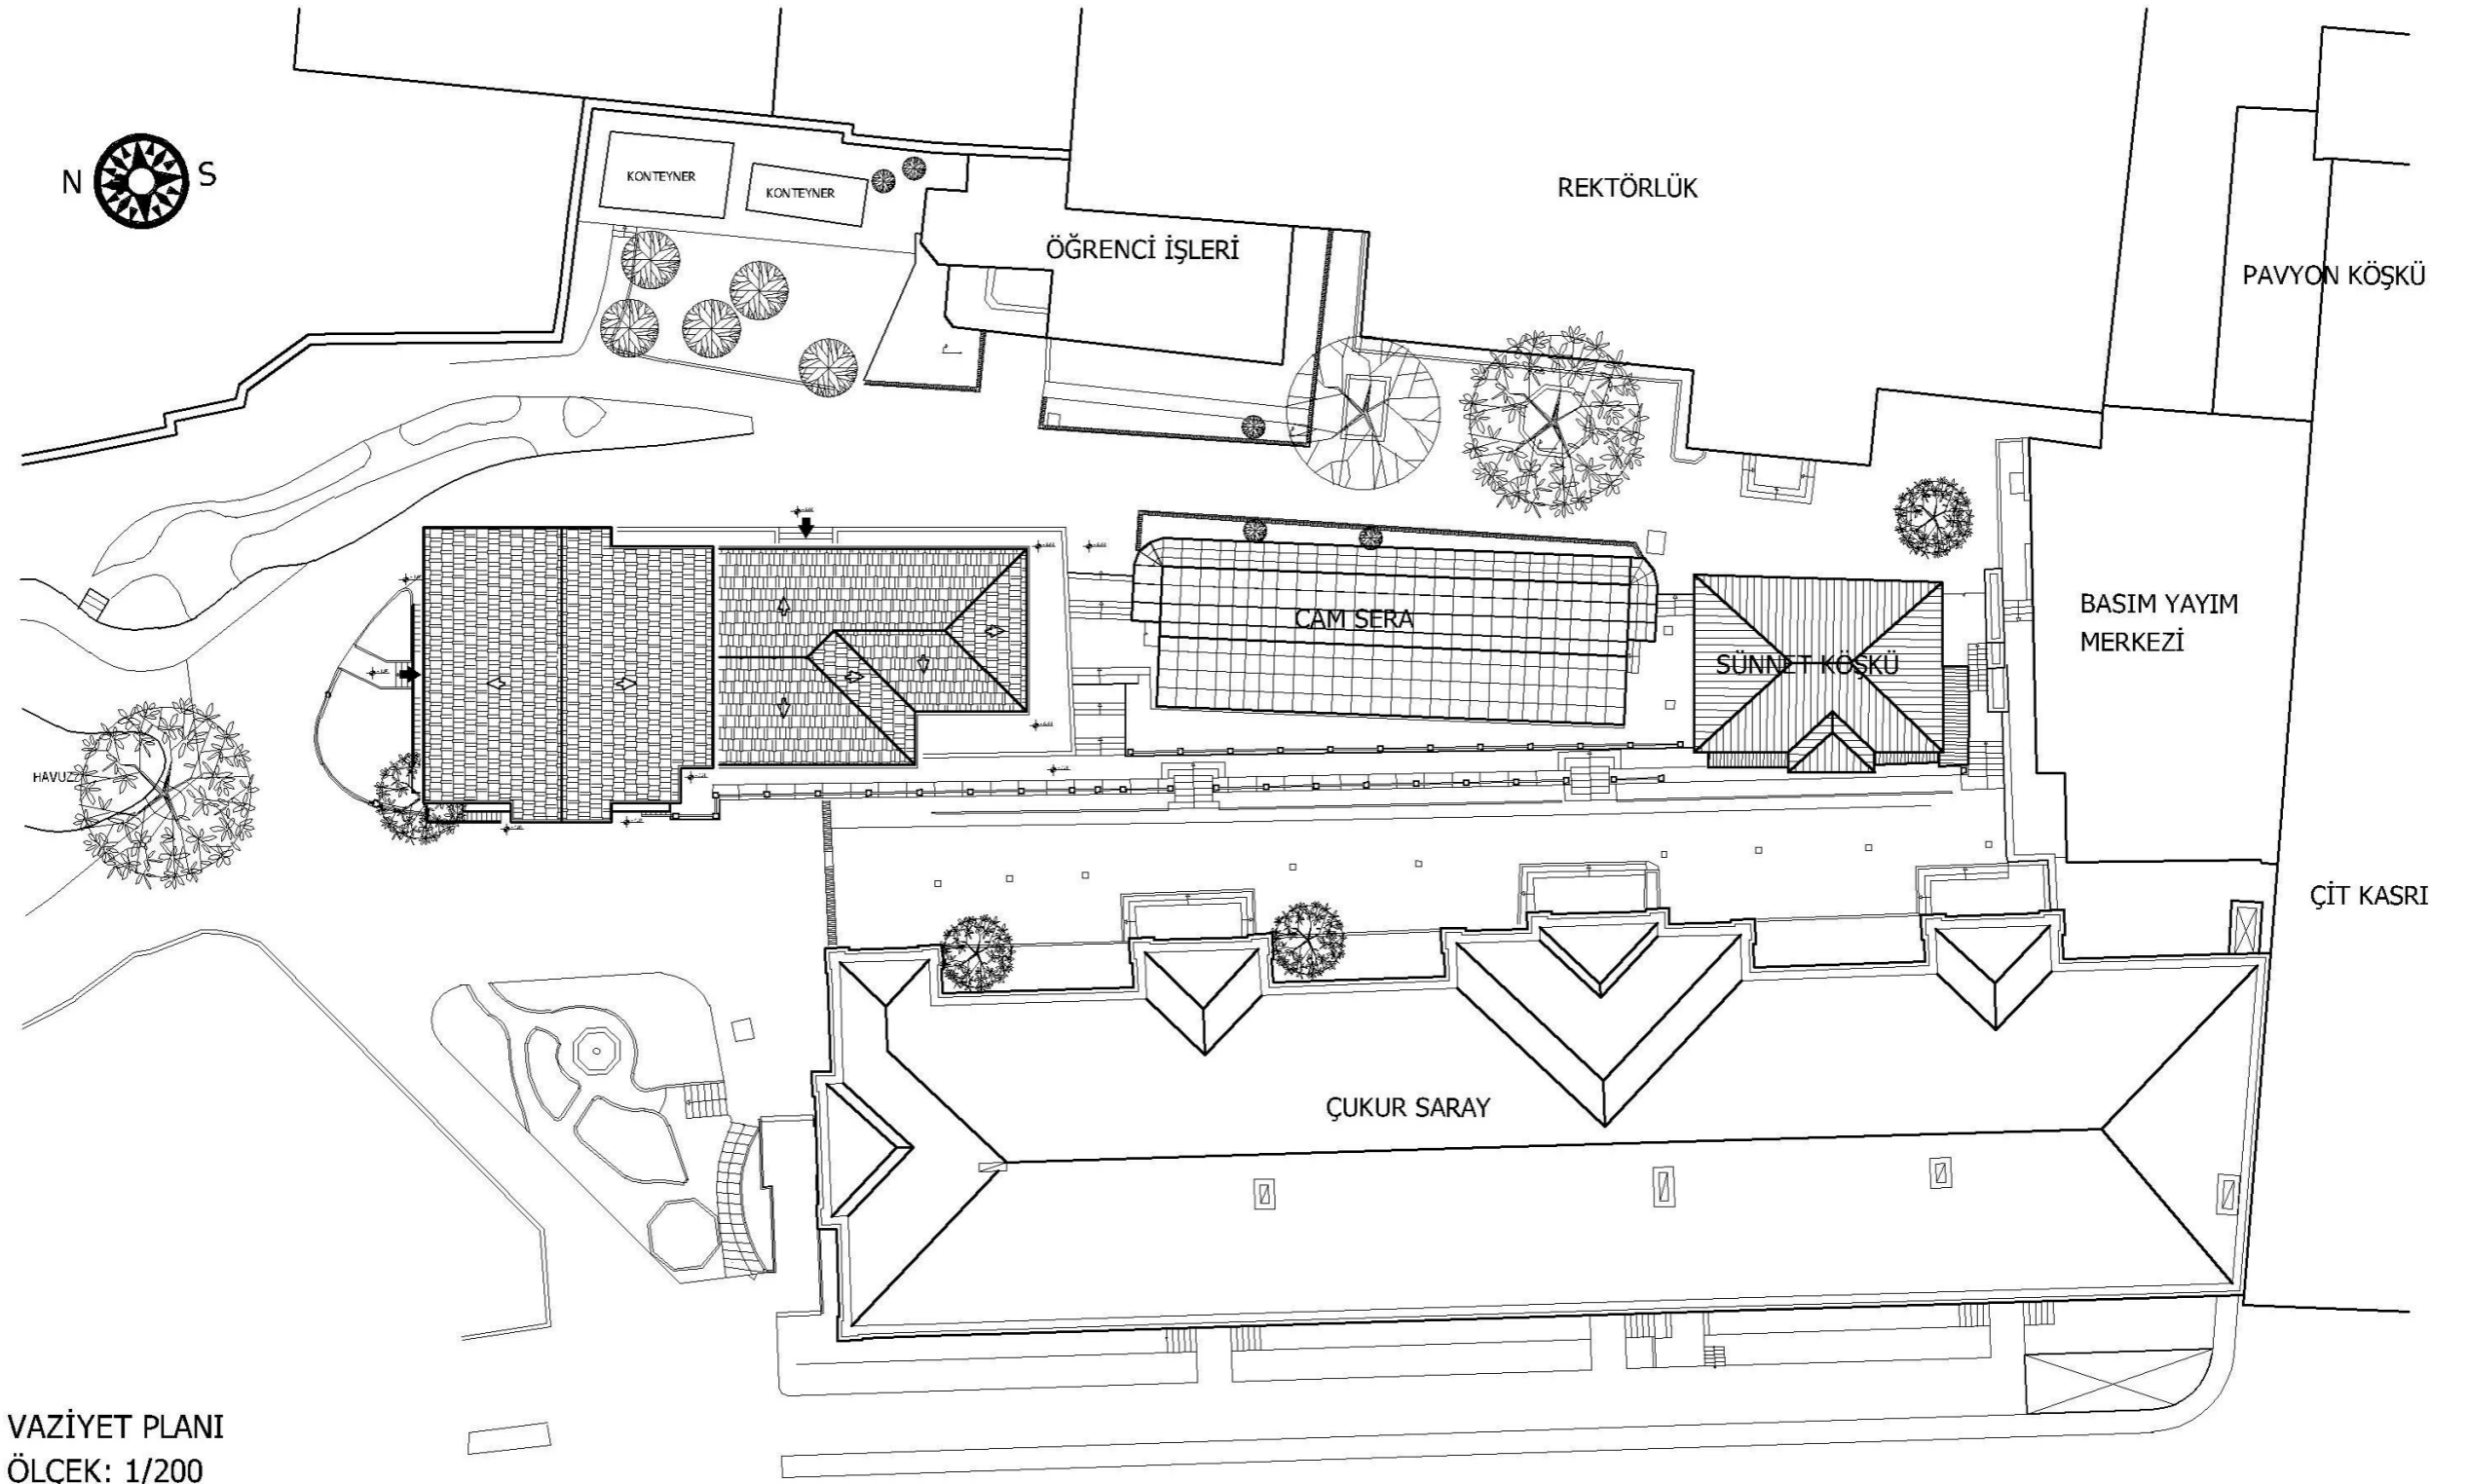 N
S
KONTEYNER
KONTEYNER
REKTÖRLÜK
ÖĞRENCİ İŞLERİ
PAVYON KÖŞKÜ
CAM SERA
SÜNNET KÖŞKÜ
BASIM YAYIM
MERKEZİ
HAVUZ
ÇİT KASRI
ÇUKUR SARAY
VAZİYET PLANI
ÖLÇEK: 1/200